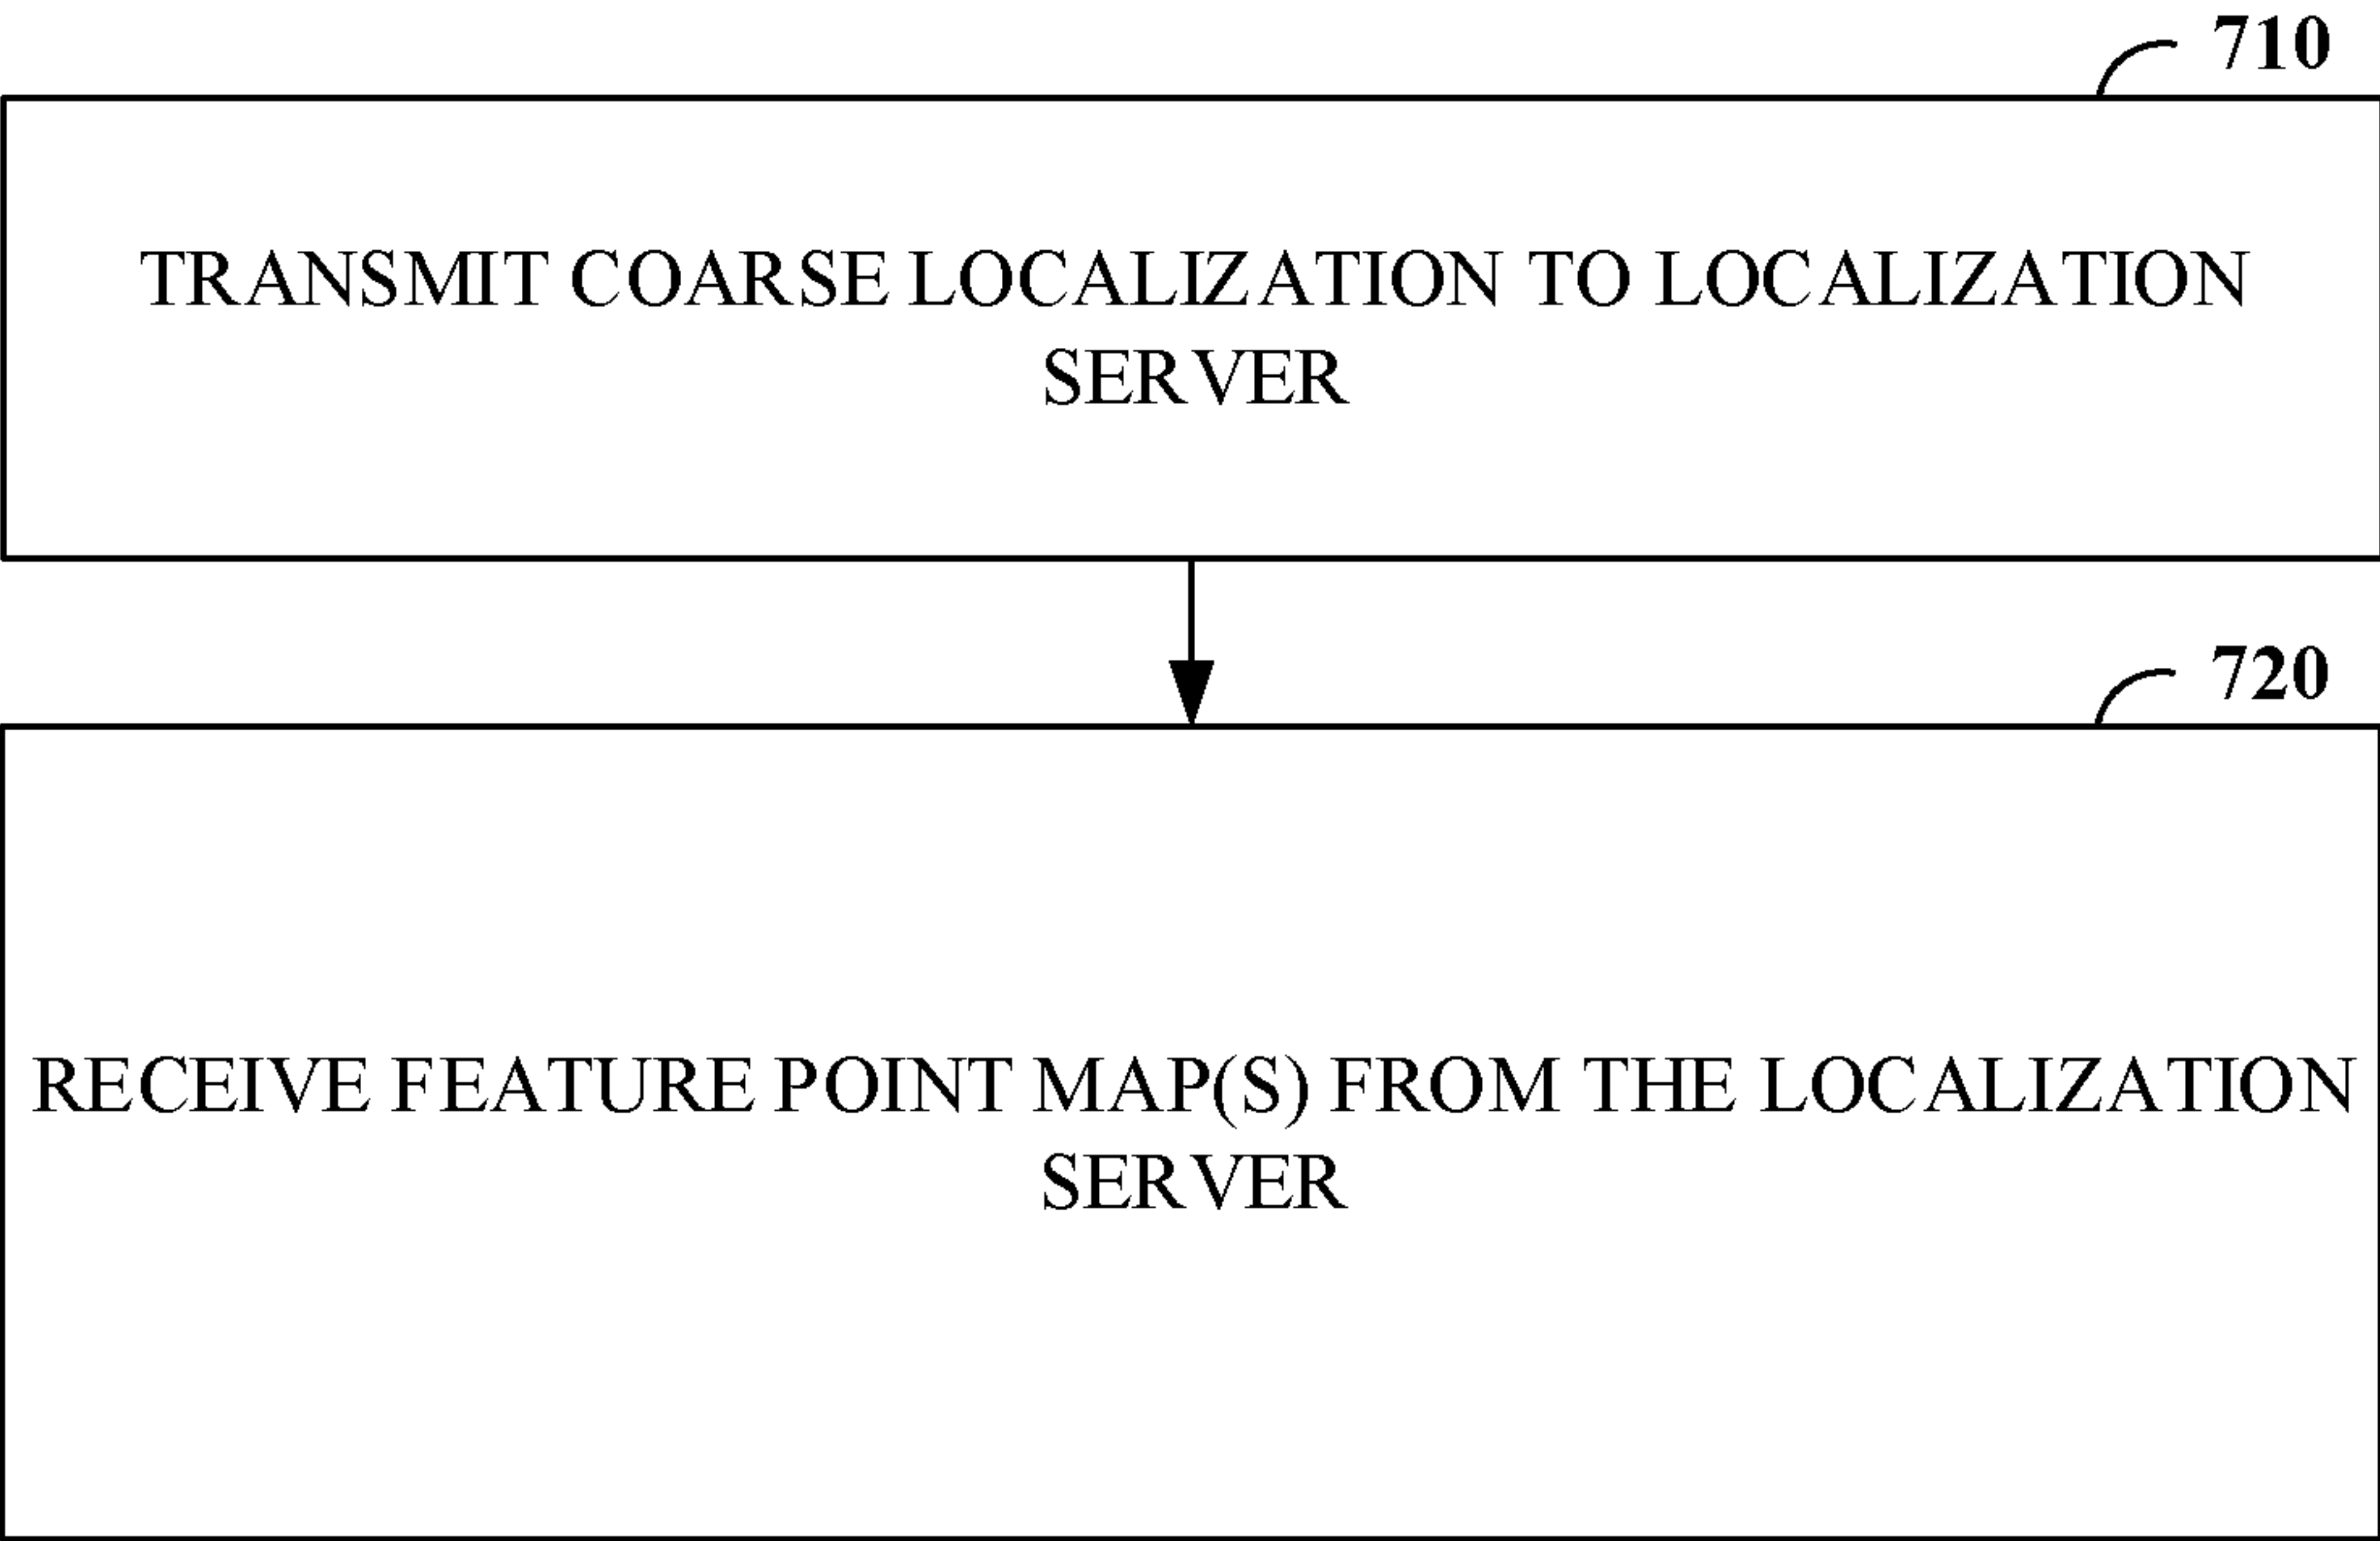 710
TRANSMIT COARSE LOCALIZATION TO LOCALIZATION
SERVER
720
RECEIVE FEATURE POINT MAP(S) FROM THE LOCALIZATION
SERVER